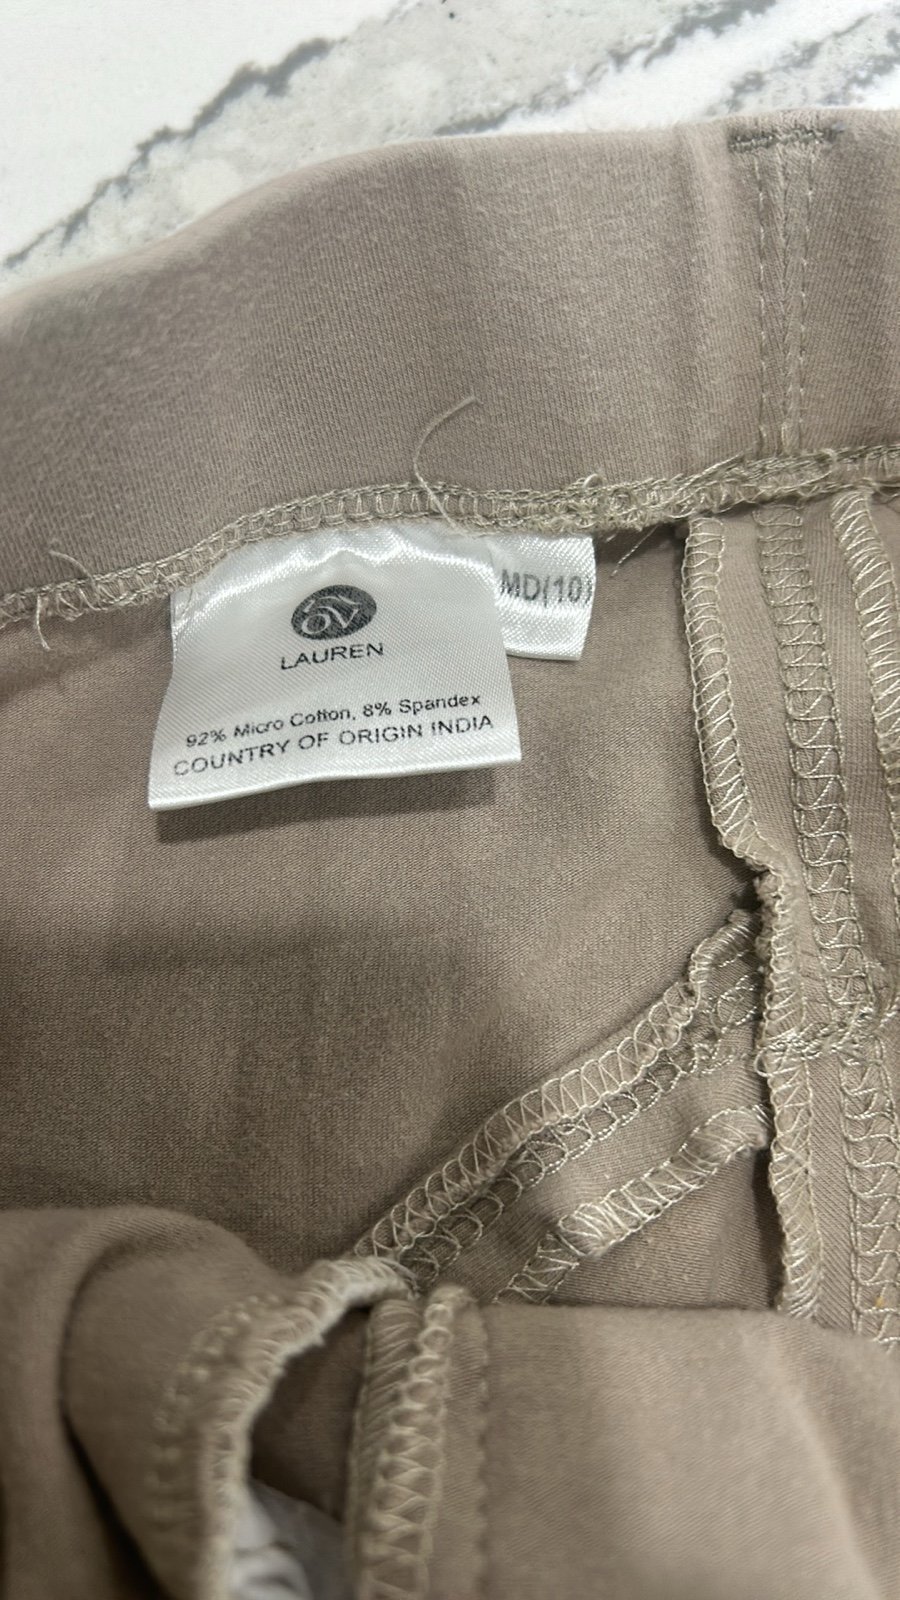 LAUREN
92% Micro Cotton, 8% Spandex
COUNTRY OF ORIGIN INDIA
MD(10)